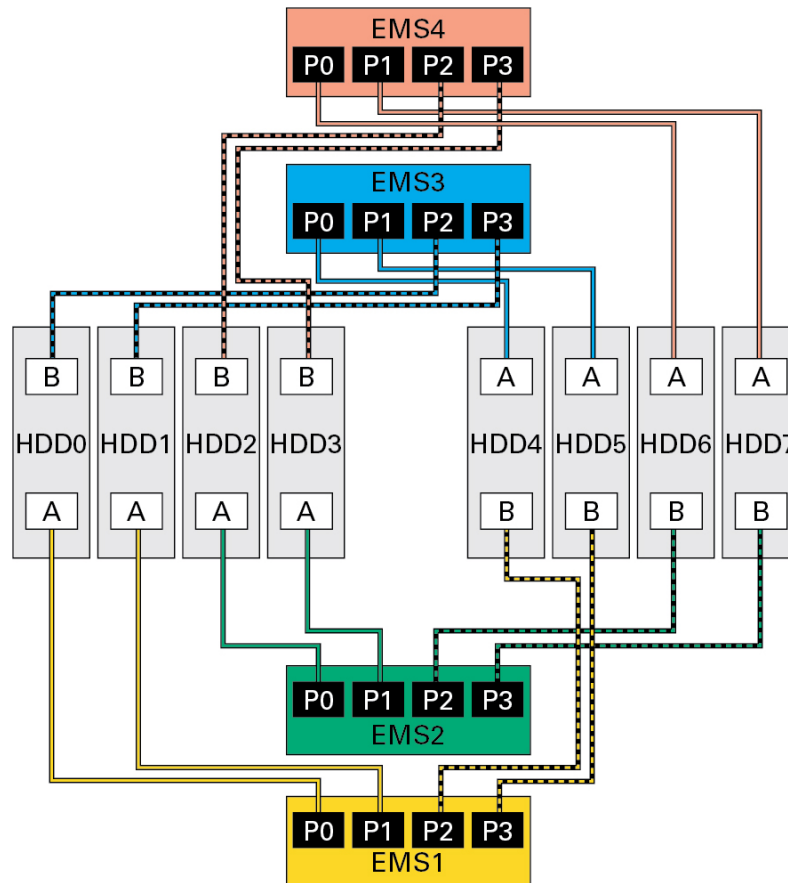 EMS4
P0 P1 P2 P3
EMS3
P0 P1 P2 P3
B B B B A A A A
HDD0 HDD1 HDD2 HDD3 HDD4 HDD5 HDD6 HDD7
A A A A B B B B
P0 P1 P2 P3
EMS2
P0 P1 P2 P3
EMS1